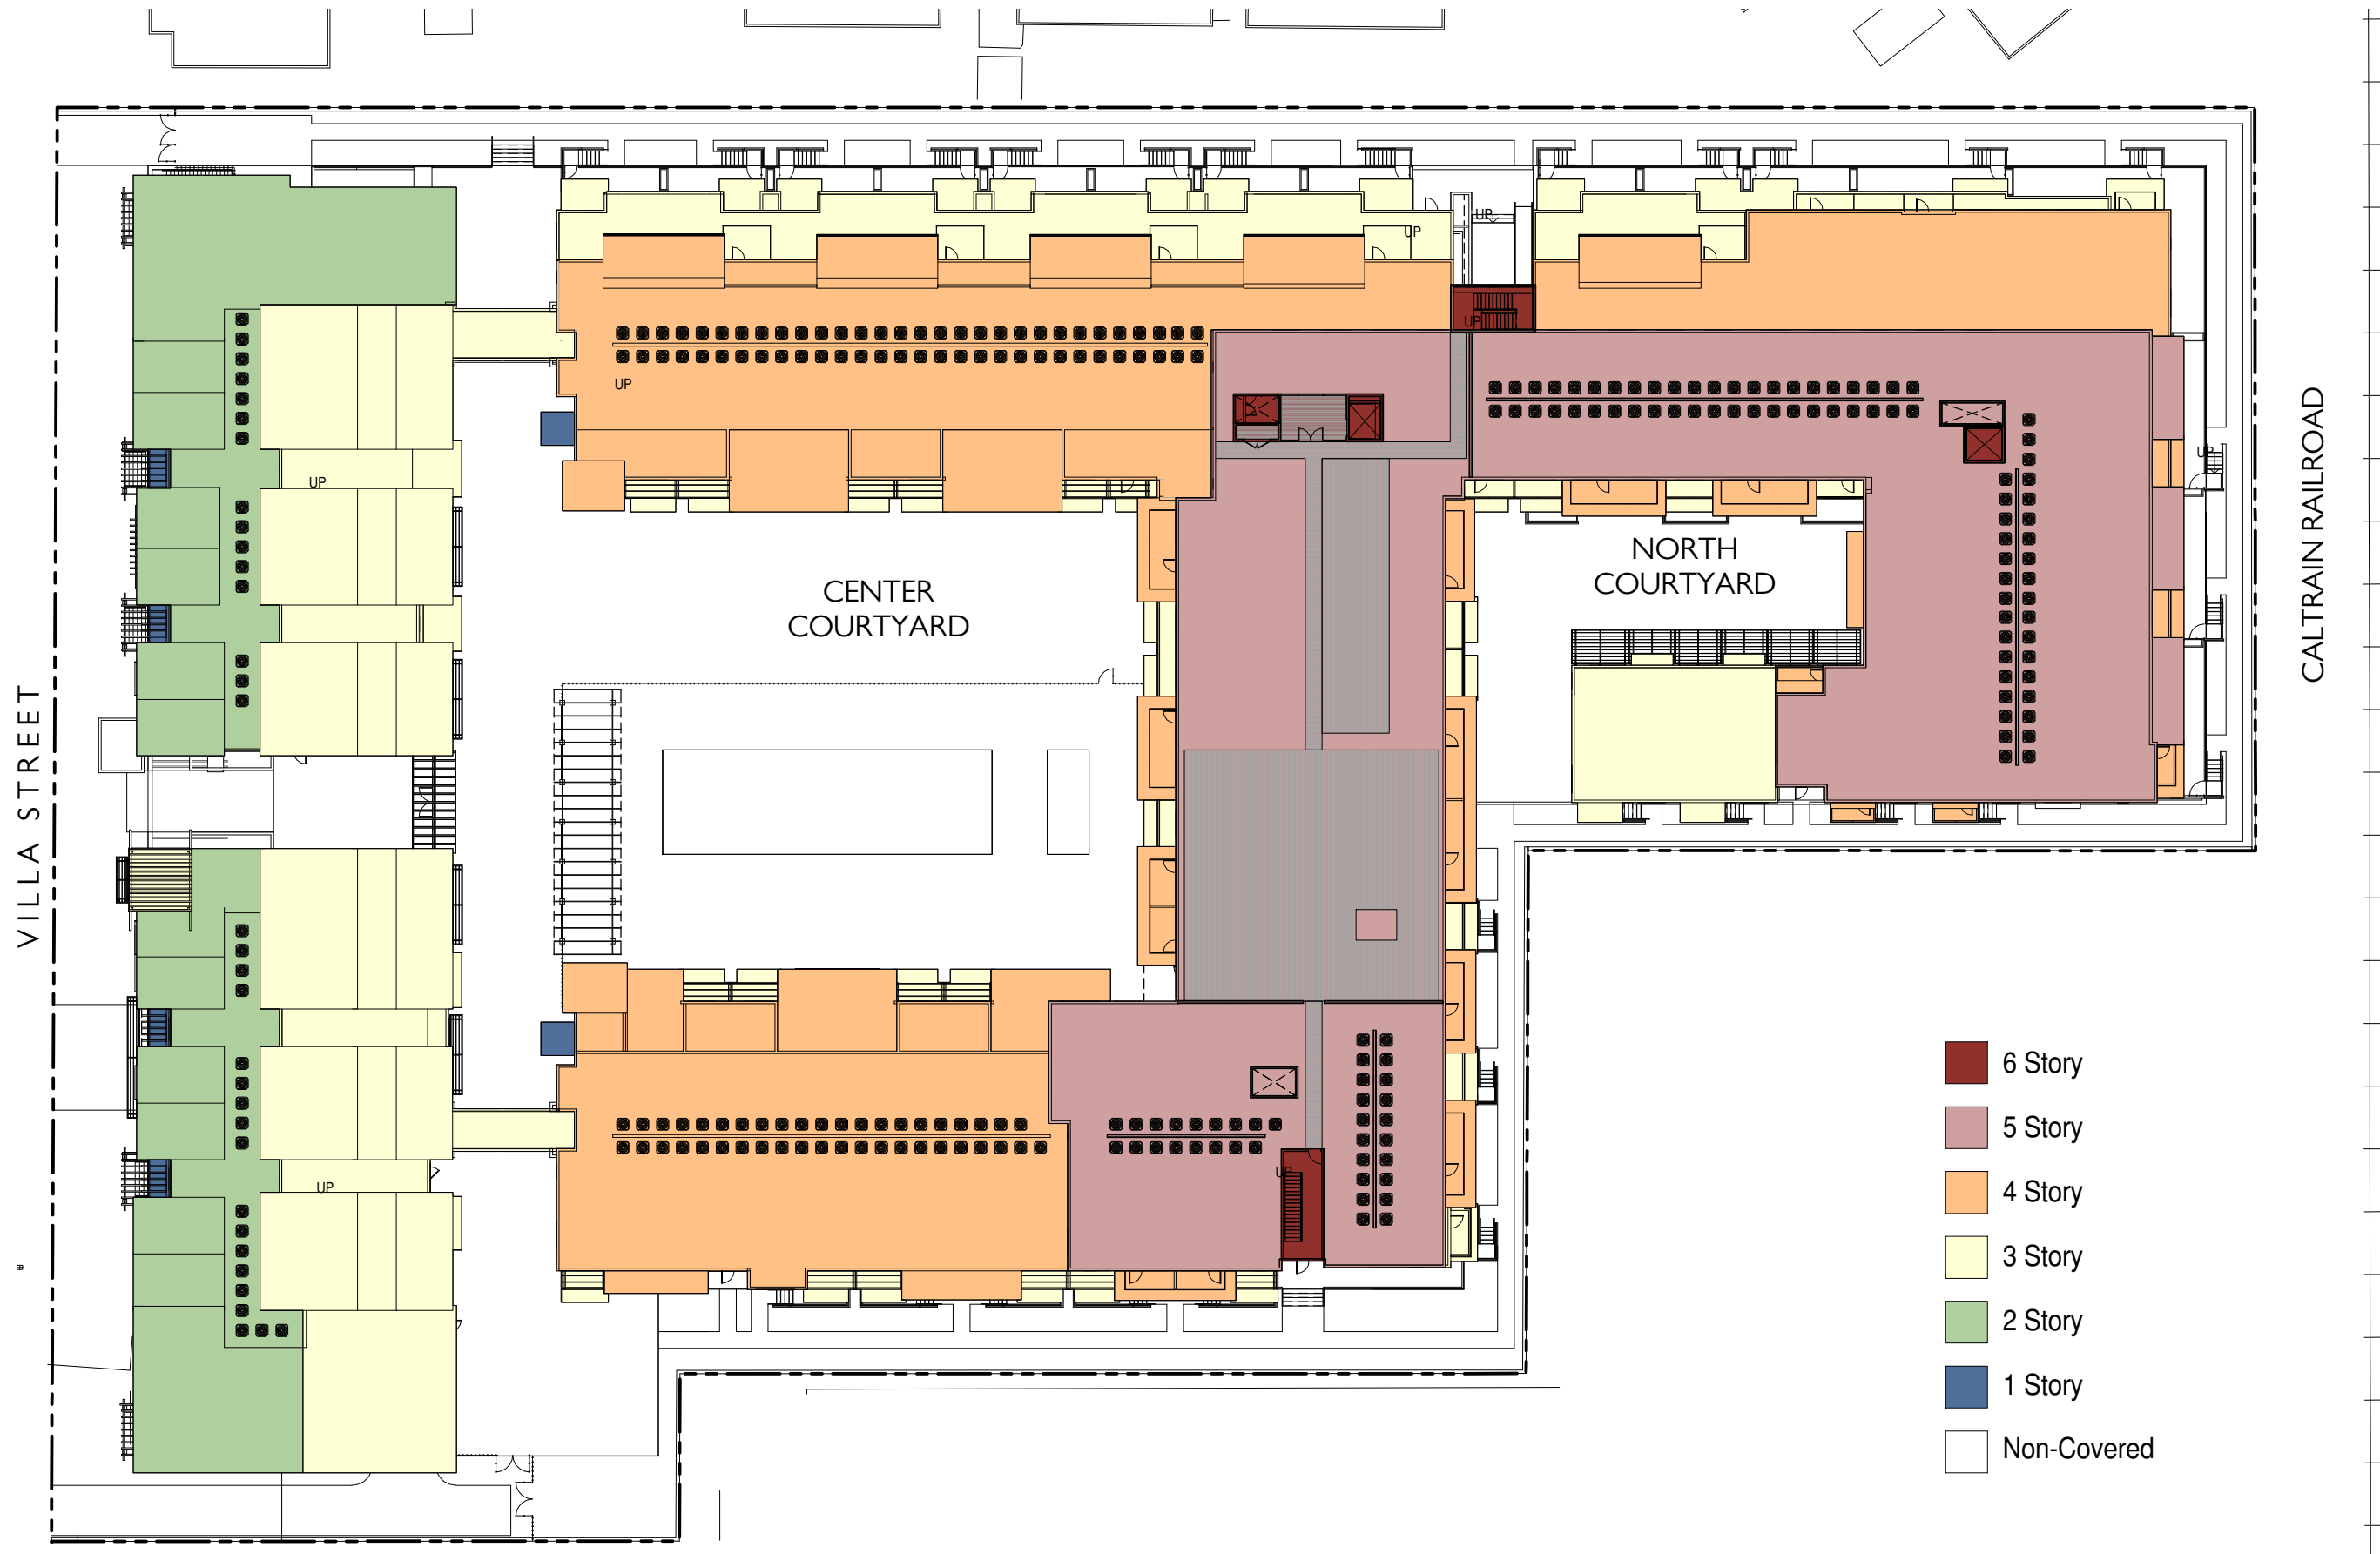 UP
UP
UP
UP
UP
CALTRAIN RAILROAD
UP
UP
NORTH
COURTYARD
CENTER
COURTYARD
VILLA STREET
UP
UP
6 Story
5 Story
4 Story
3 Story
2 Story
1 Story
Non-Covered